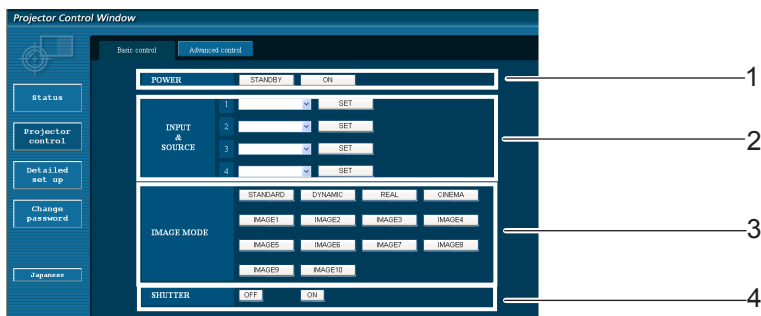 Projector Control Window
Basic control Advanced control
POWER STANDBY ON 1
Status
1 SET
Projector control
INPUT & SOURCE
2 SET 2
3 SET
4 SET
Detailed set up
STANDARD DYNAMIC REAL CINEMA
Change password
IMAGE MODE
IMAGE1 IMAGE2 IMAGE3 IMAGE4 3
IMAGE5 IMAGE6 IMAGE7 IMAGE8
IMAGE9 IMAGE10
Japanese
SHUTTER OFF ON 4